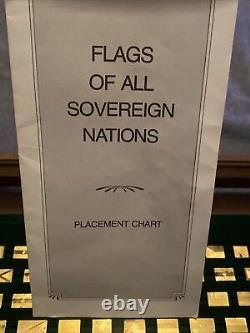 FLAGS
OF ALL
SOVEREIGN
NATIONS
PLACEMENT CHART